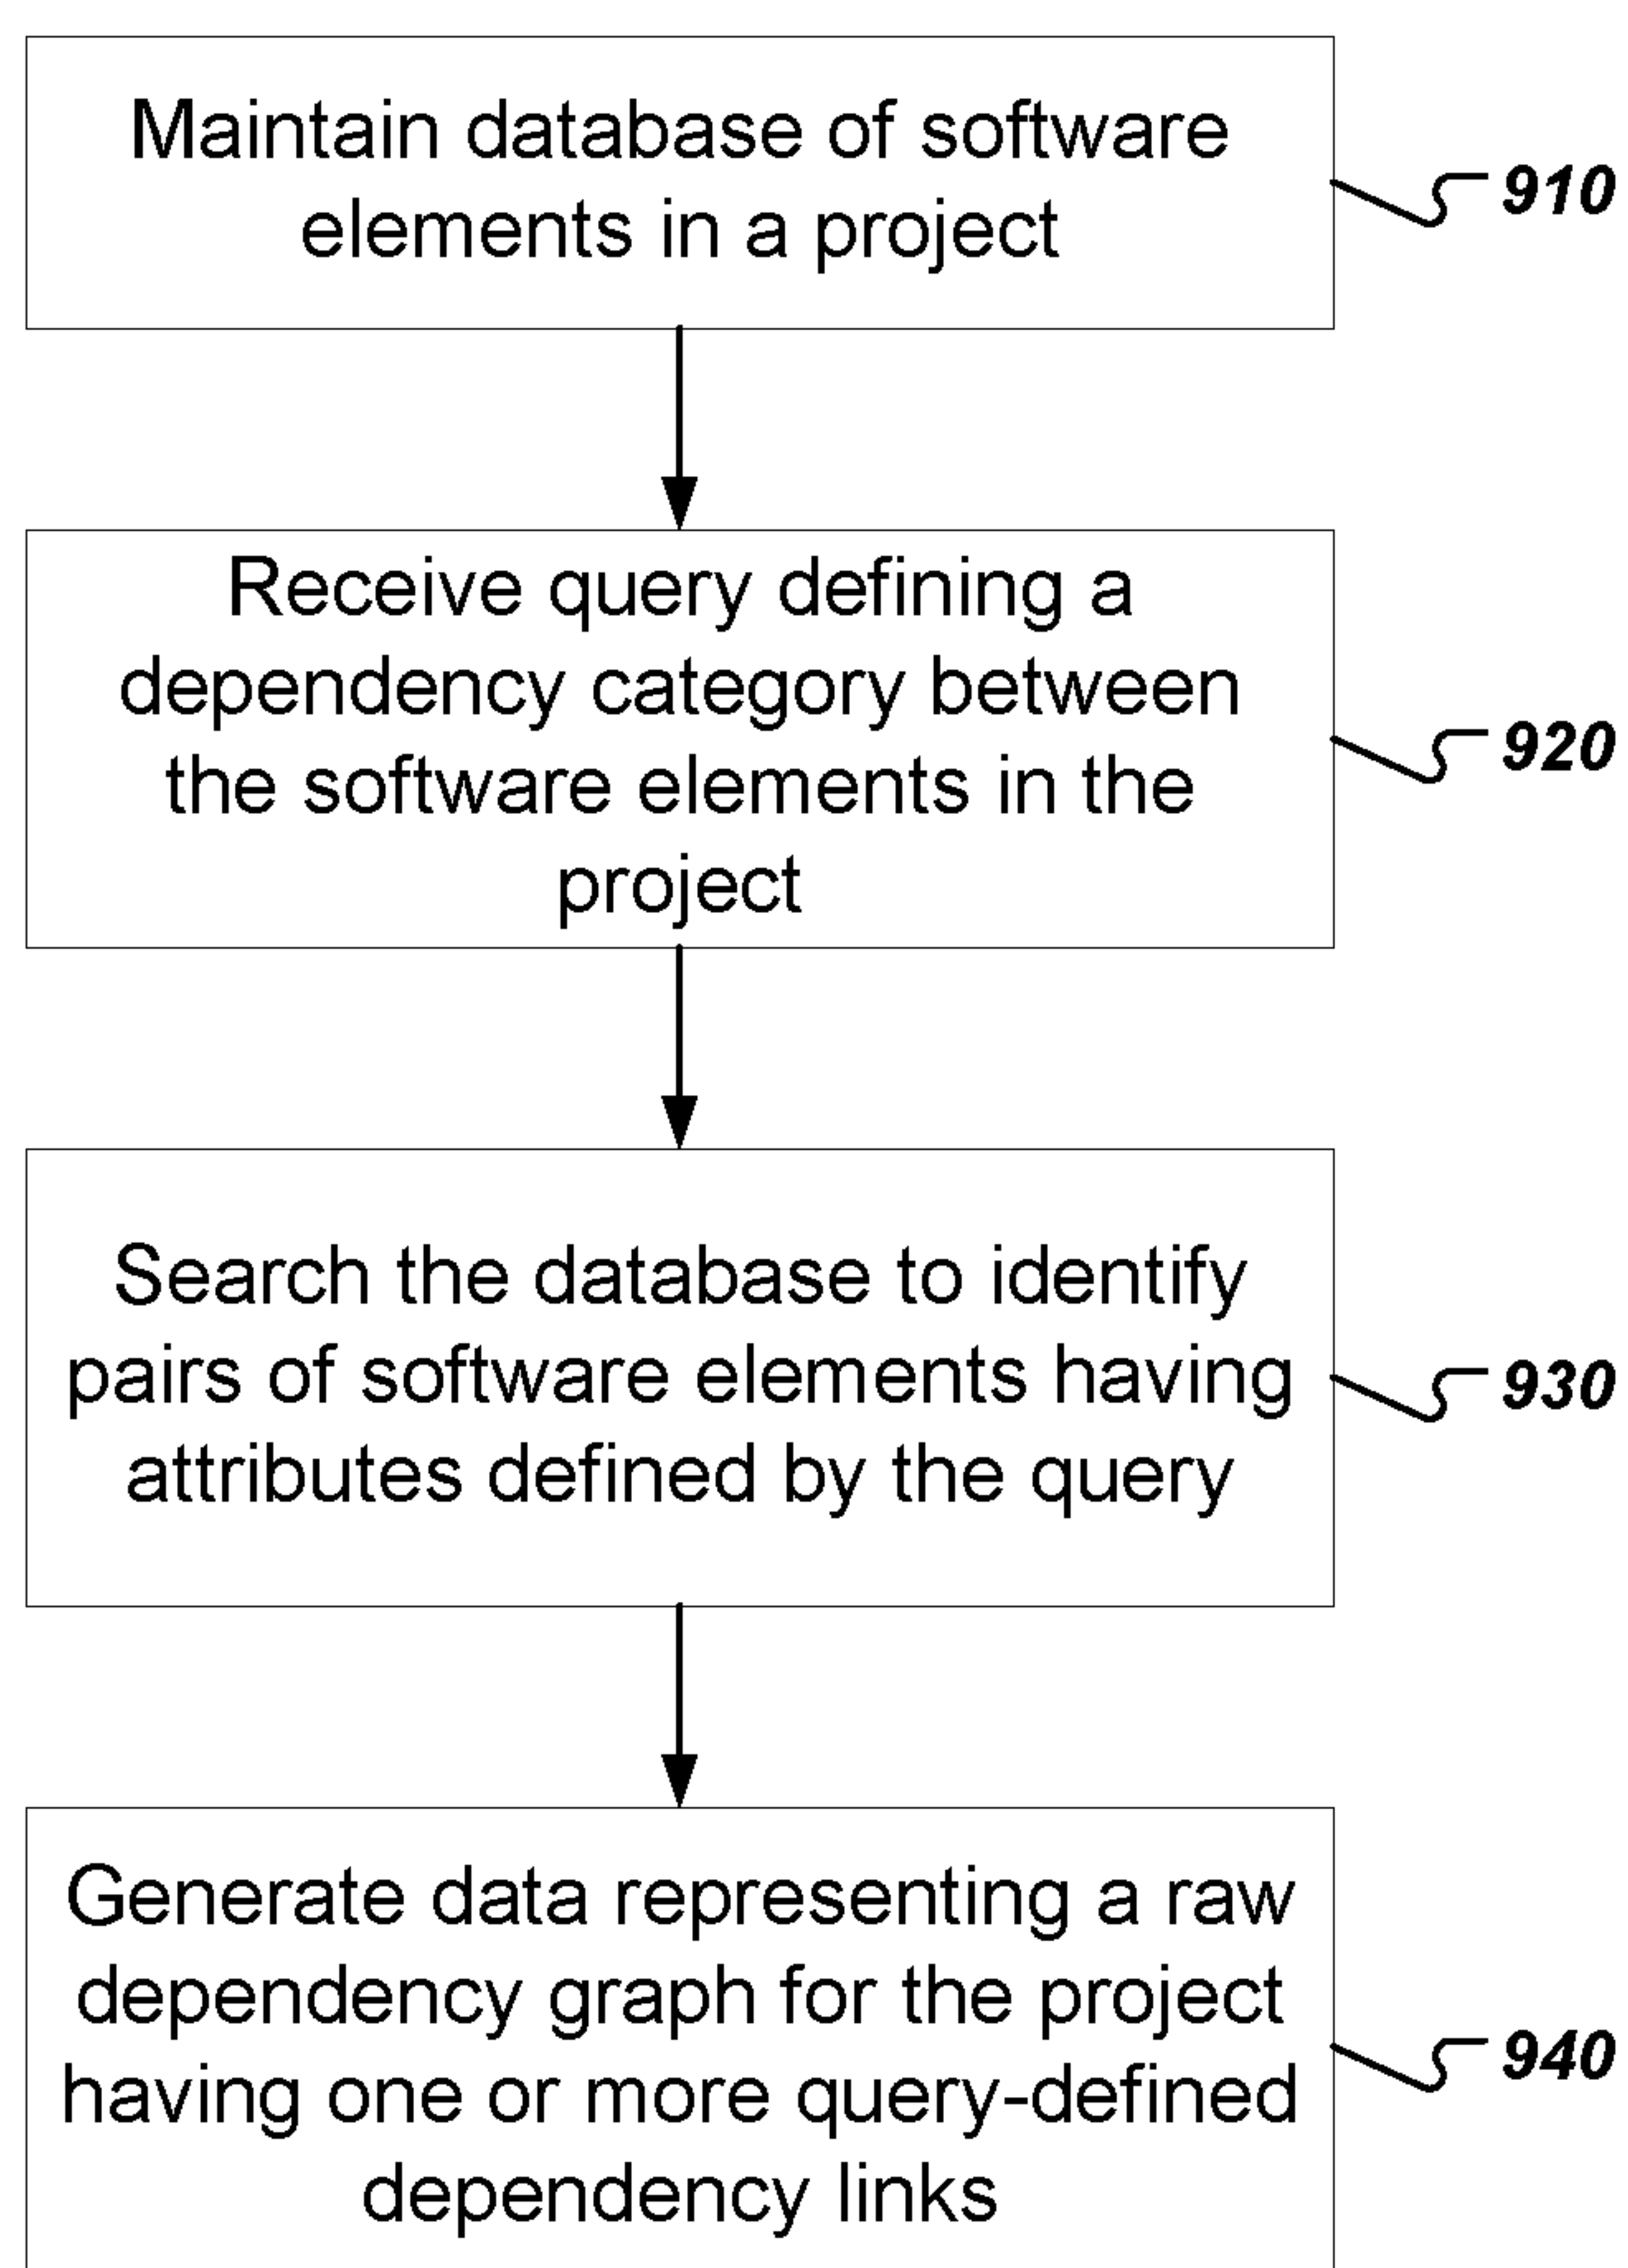 Maintain database of software
elements in a project
910
Receive query defining a
dependency category between
the software elements in the
project
920
Search the database to identify
pairs of software elements having
attributes defined by the query
930
Generate data representing a raw
dependency graph for the project
having one or more query-defined
dependency links
940